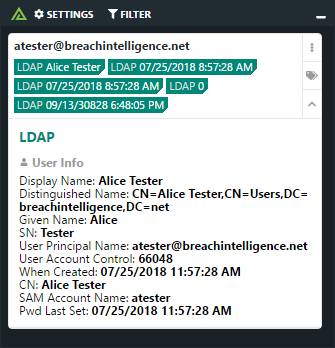 SETTINGS FILTER
atester@breachintelligence.net
LDAP Alice Tester LDAP 07/25/2018 8:57:28 AM
LDAP 07/25/2018 8:57:28 AM LDAP 0
LDAP 09/13/30828 6:48:05 PM
LDAP
User Info
Display Name: Alice Tester
Distinguished Name: CN=Alice Tester,CN=Users,DC=
breachintelligence,DC=net
Given Name: Alice
SN: Tester
User Principal Name: atester@breachintelligence.net
User Account Control: 66048
When Created: 07/25/2018 11:57:28 AM
CN: Alice Tester
SAM Account Name: atester
Pwd Last Set: 07/25/2018 11:57:28 AM